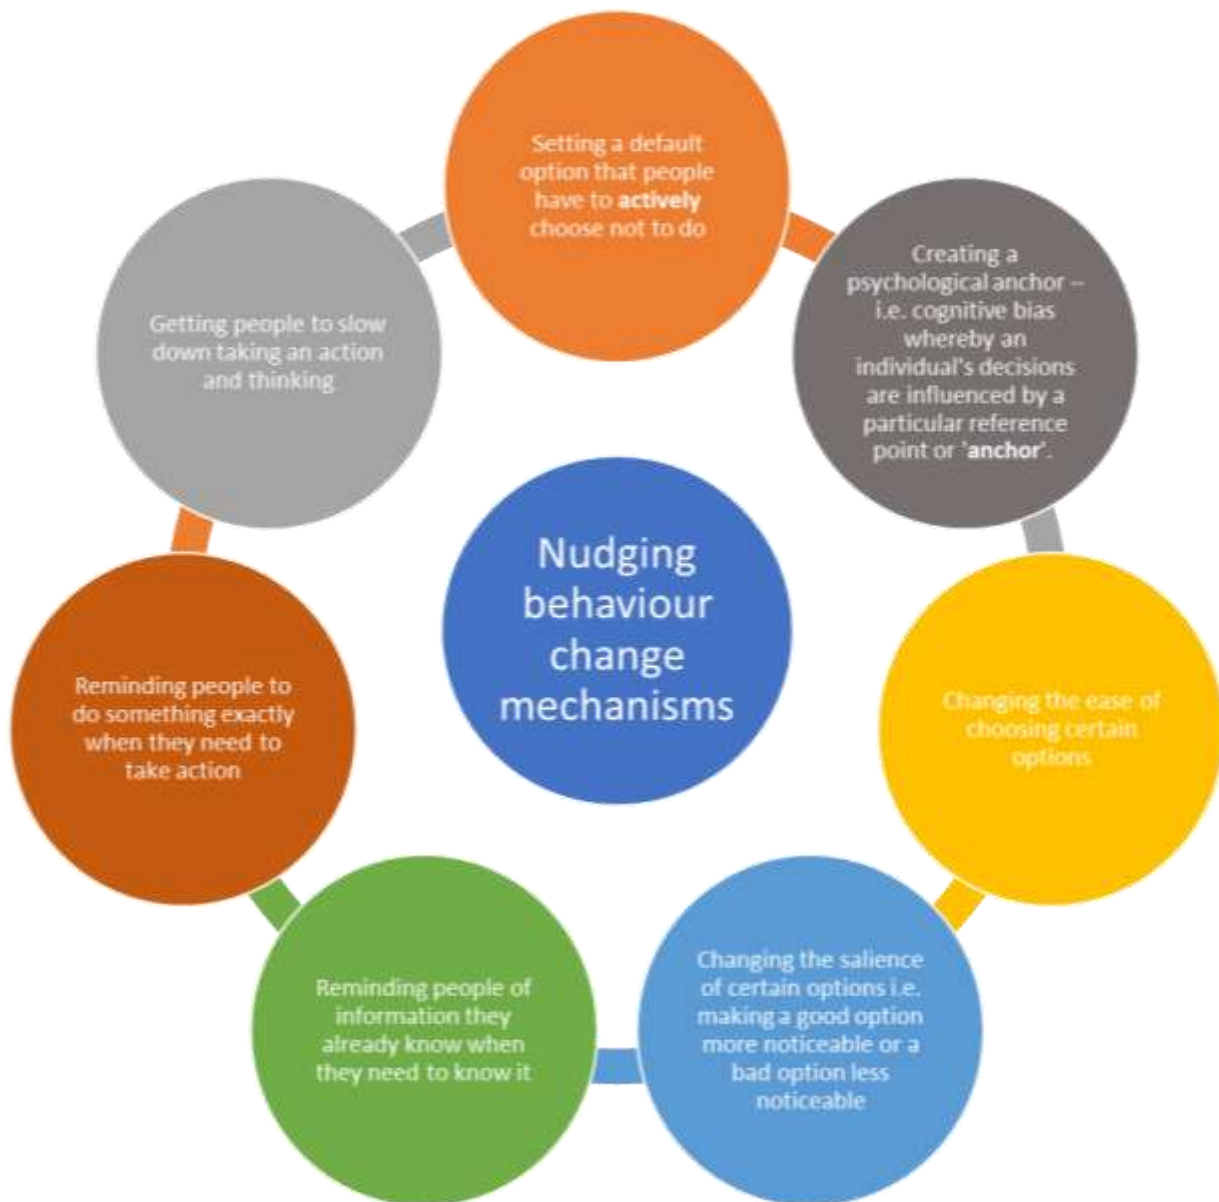 Setting a default
option that people
have to actively
choose not to do
Creating a
psychological anchor –
i.e. cognitive bias
whereby an
individual's decisions
are influenced by a
particular reference
point or 'anchor'.
Changing the ease of
choosing certain
options
Changing the salience
of certain options i.e.
making a good option
more noticeable or a
bad option less
noticeable
Reminding people of
information they
already know when
they need to know it
Reminding people to
do something exactly
when they need to
take action
Getting people to slow
down taking an action
and thinking
Nudging
behaviour
change
mechanisms